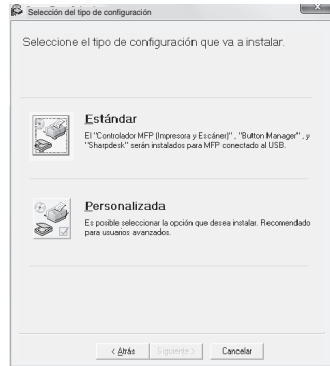 Selección del tipo de configuración
Seleccione el tipo de configuración que va a instalar.
Estándar
El "Controlador MFP (Impresora y Escáner)" , "Button Manager" , y
"Sharpdesk" serán instalados para MFP conectado al USB.
Personalizada
Es posible seleccionar la opción que desea instalar. Recomendado
para usuarios avanzados.
< Atrás
Siguiente >
Cancelar